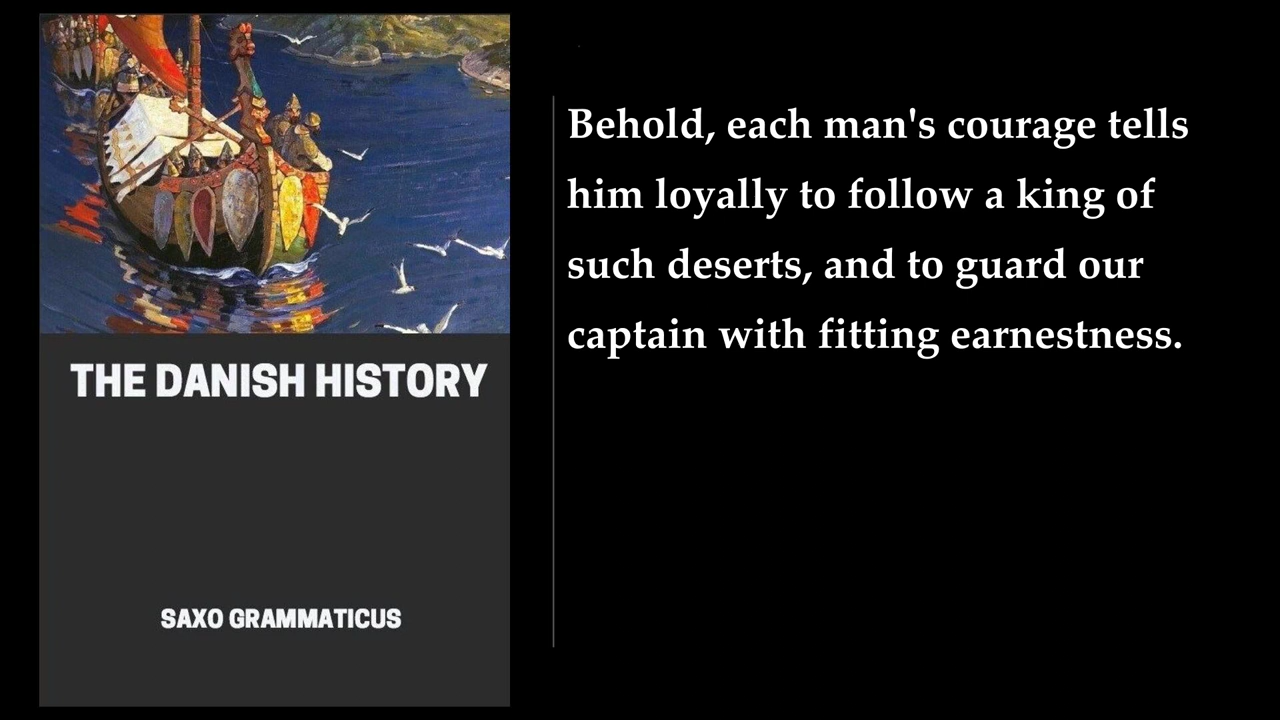 THE DANISH HISTORY
SAXO GRAMMATICUS
Behold, each man's courage tells
him loyally to follow a king of
such deserts, and to guard our
captain with fitting earnestness.